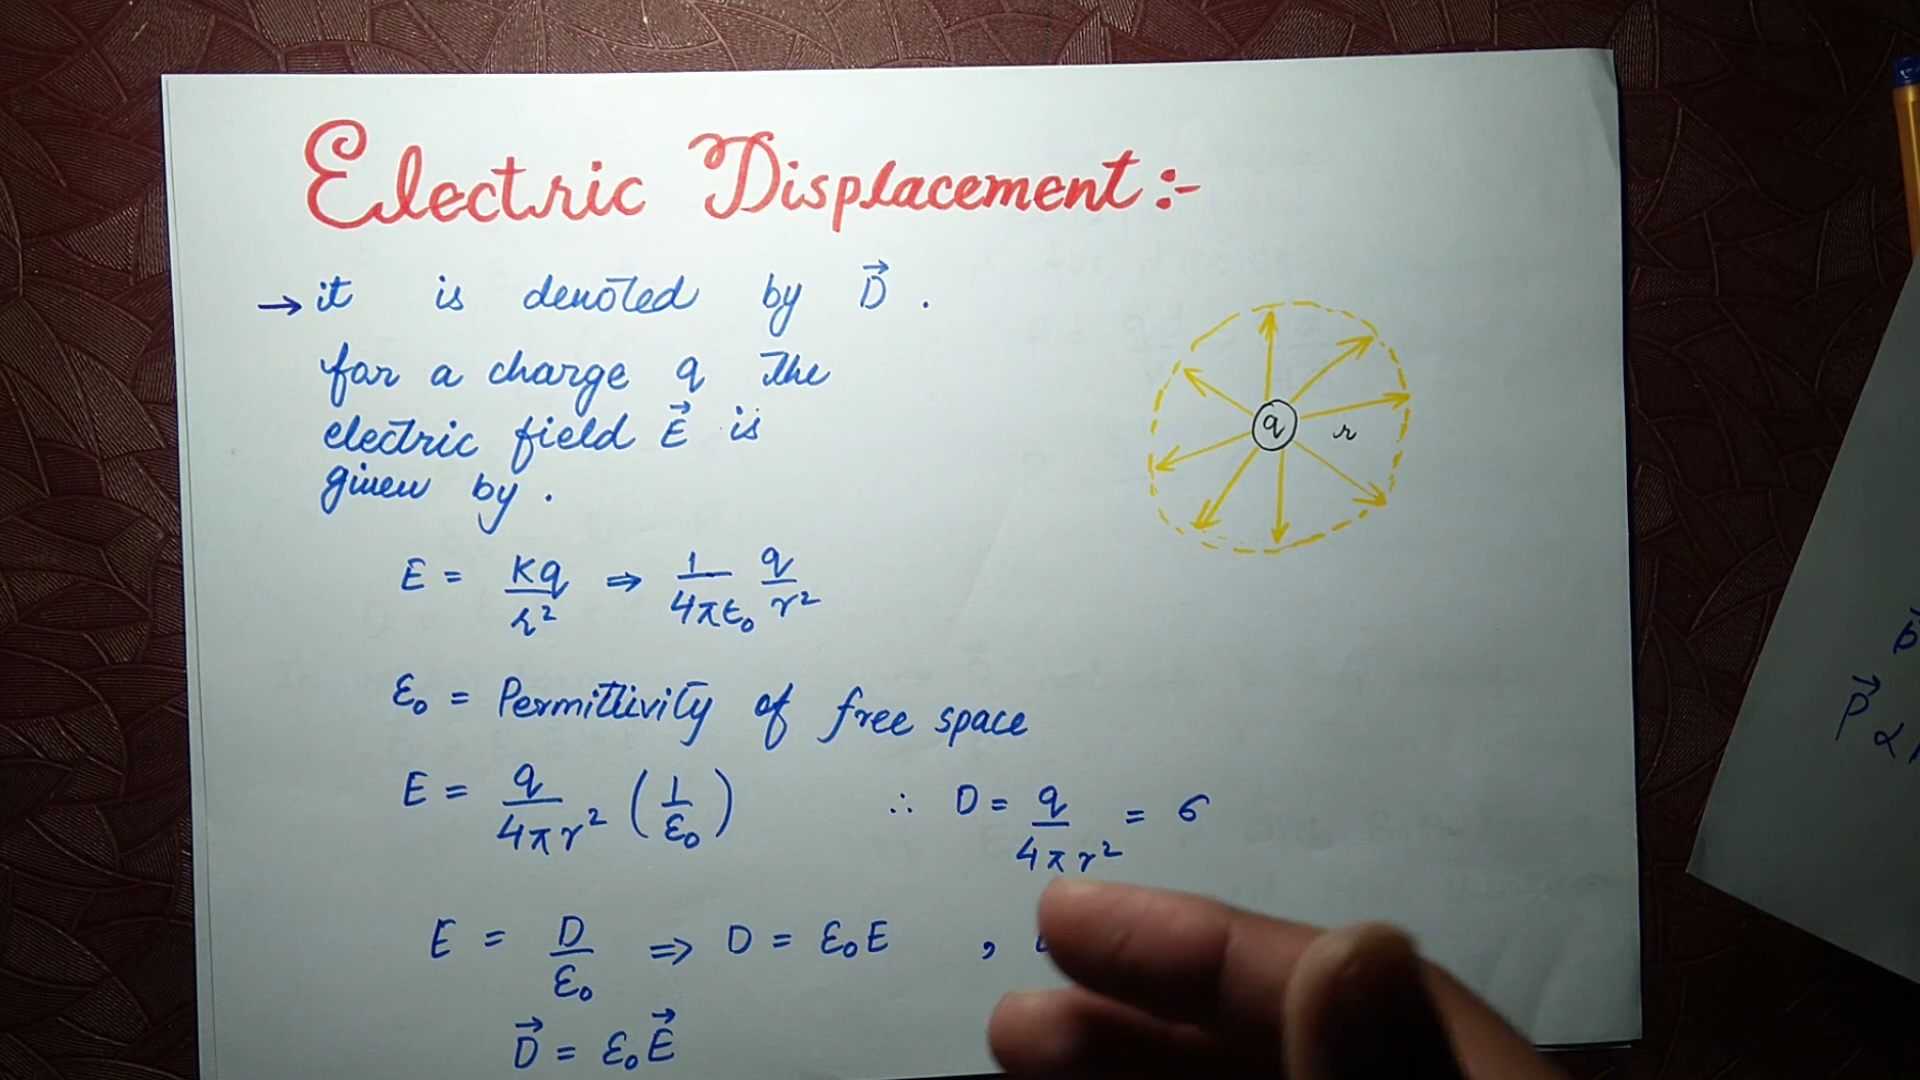 Electric Displacement:-
→ it is denoted by D⃗ .
for a charge q The
electric field E⃗ is
given by .
E = Kq/r² ⇒ 1/4πε₀ q/r²
ε₀ = Permittivity of free space
E = q/4πr² (1/ε₀) ∴ D = q/4πr² = σ
E = D/ε₀ ⇒ D = ε₀E ,
D⃗ = ε₀E⃗
q r
P⃗ α